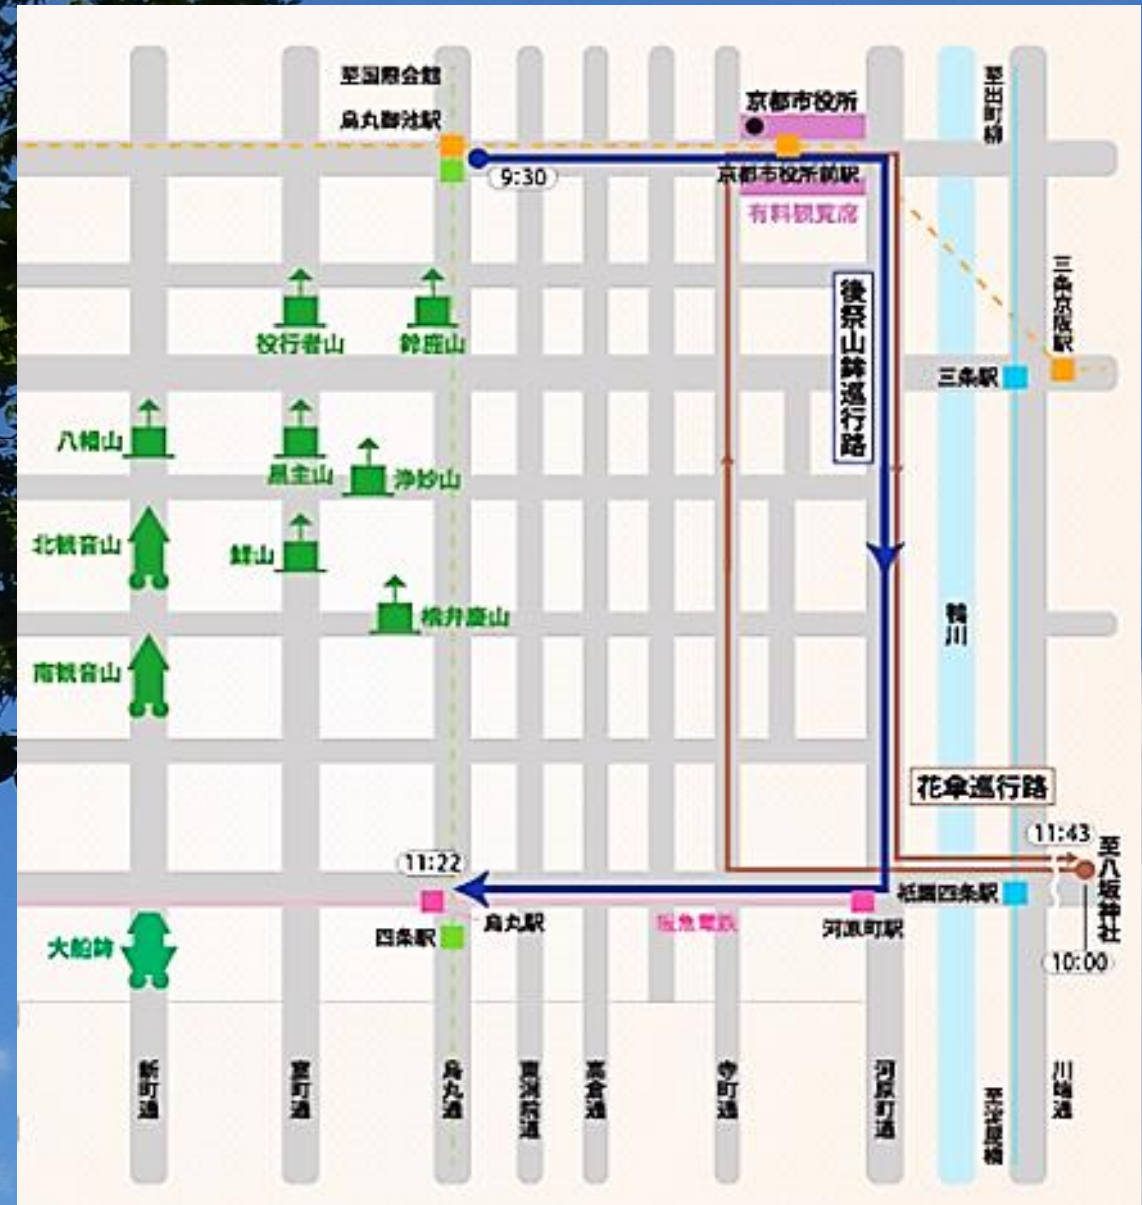 至国際会館
烏丸御池駅
京都市役所
至出町柳
9:30
京都市役所前駅
有料観覧席
三条京阪駅
後祭山鉾巡行路
役行者山
鈴鹿山
三条駅
八幡山
黒主山
浄妙山
北観音山
鯉山
橋弁慶山
鴨川
南観音山
花傘巡行路
11:43
至八坂神社
11:22
祇園四条駅
大船鉾
四条駅
烏丸駅
阪急電鉄
河原町駅
10:00
新町通
室町通
烏丸通
東洞院通
高倉通
寺町通
河原町通
至淀屋橋
川端通